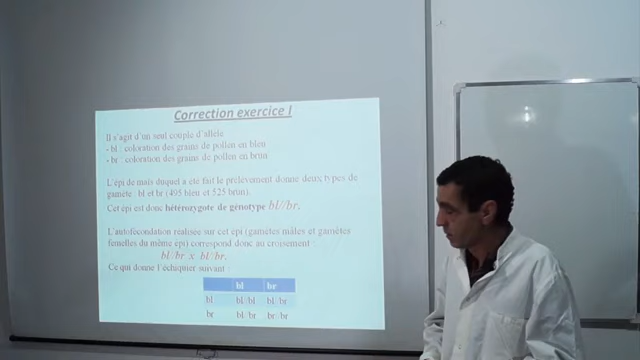 Correction exercice I
Il s'agit d'un seul couple d'allèle
- bl : coloration des grains de pollen en bleu
- br : coloration des grains de pollen en brun
L'épi de maïs duquel a été fait le prélèvement donne deux types de
gamète : bl et br (495 bleu et 525 brun).
Cet épi est donc hétérozygote de génotype bl//br.
L'autofécondation réalisée sur cet épi (gamètes mâles et gamètes
femelles du même épi) correspond donc au croisement :
bl//br x bl//br.
Ce qui donne l'échiquier suivant :
bl br
bl bl//bl bl//br
br bl//br br//br